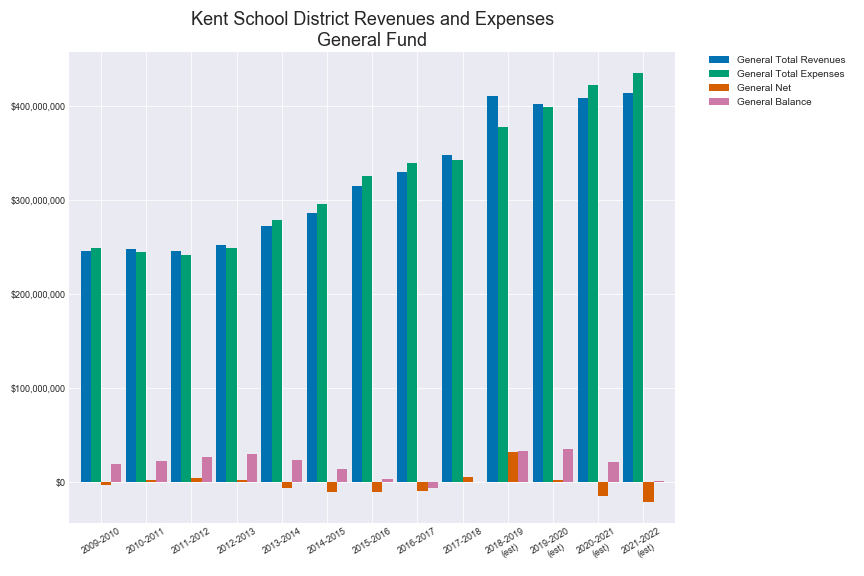 Kent School District Revenues and Expenses
General Fund
General Total Revenues
General Total Expenses
General Net
General Balance
$400,000,000
$300,000,000
$200,000,000
$100,000,000
$0
2009-2010
2010-2011
2011-2012
2012-2013
2013-2014
2014-2015
2015-2016
2016-2017
2017-2018
2018-2019
(est)
2019-2020
(est)
2020-2021
(est)
2021-2022
(est)